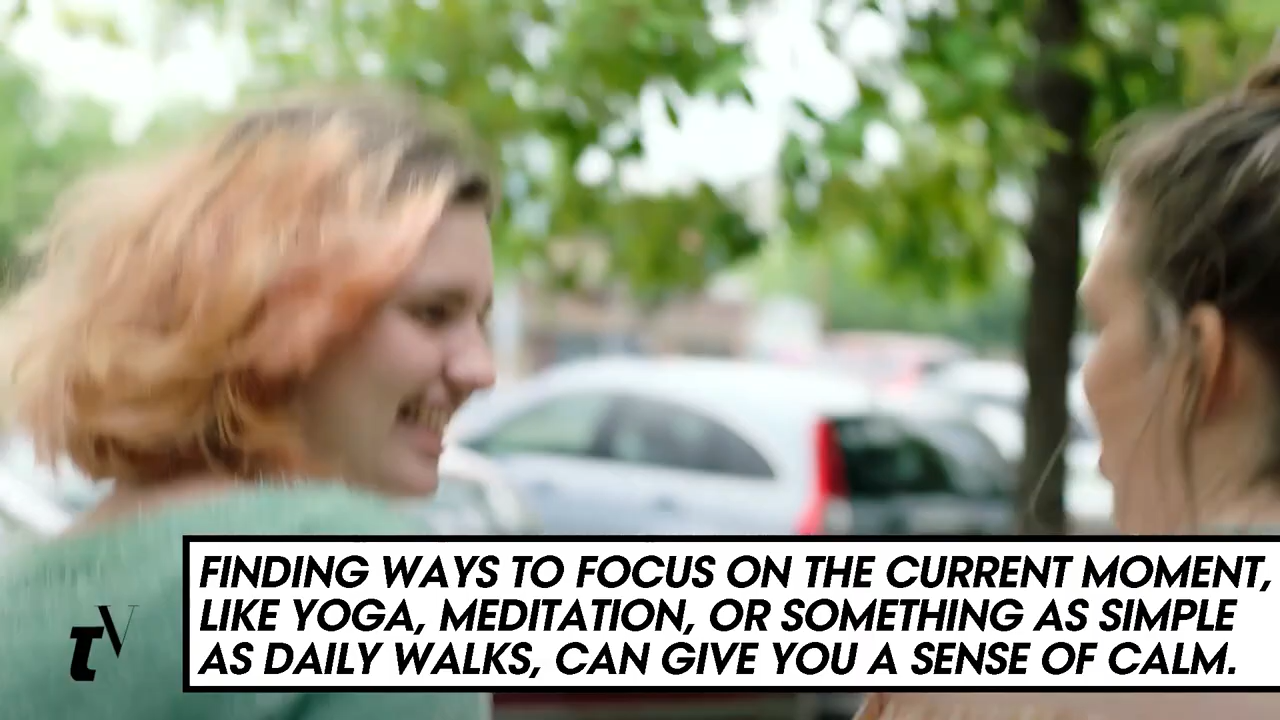 FINDING WAYS TO FOCUS ON THE CURRENT MOMENT,
LIKE YOGA, MEDITATION, OR SOMETHING AS SIMPLE
AS DAILY WALKS, CAN GIVE YOU A SENSE OF CALM.
tV